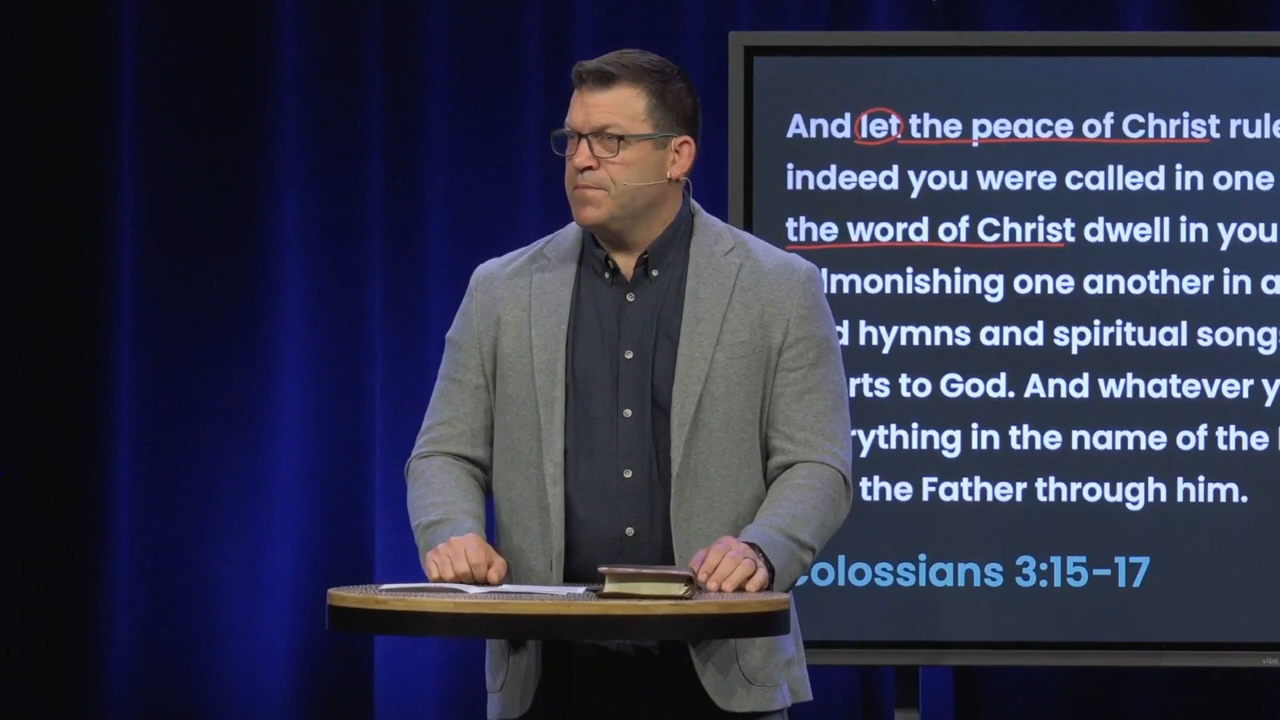 And let the peace of Christ rule
indeed you were called in one
the word of Christ dwell in you
lmonishing one another in a
d hymns and spiritual songs
rts to God. And whatever y
rything in the name of the
the Father through him.
Colossians 3:15-17